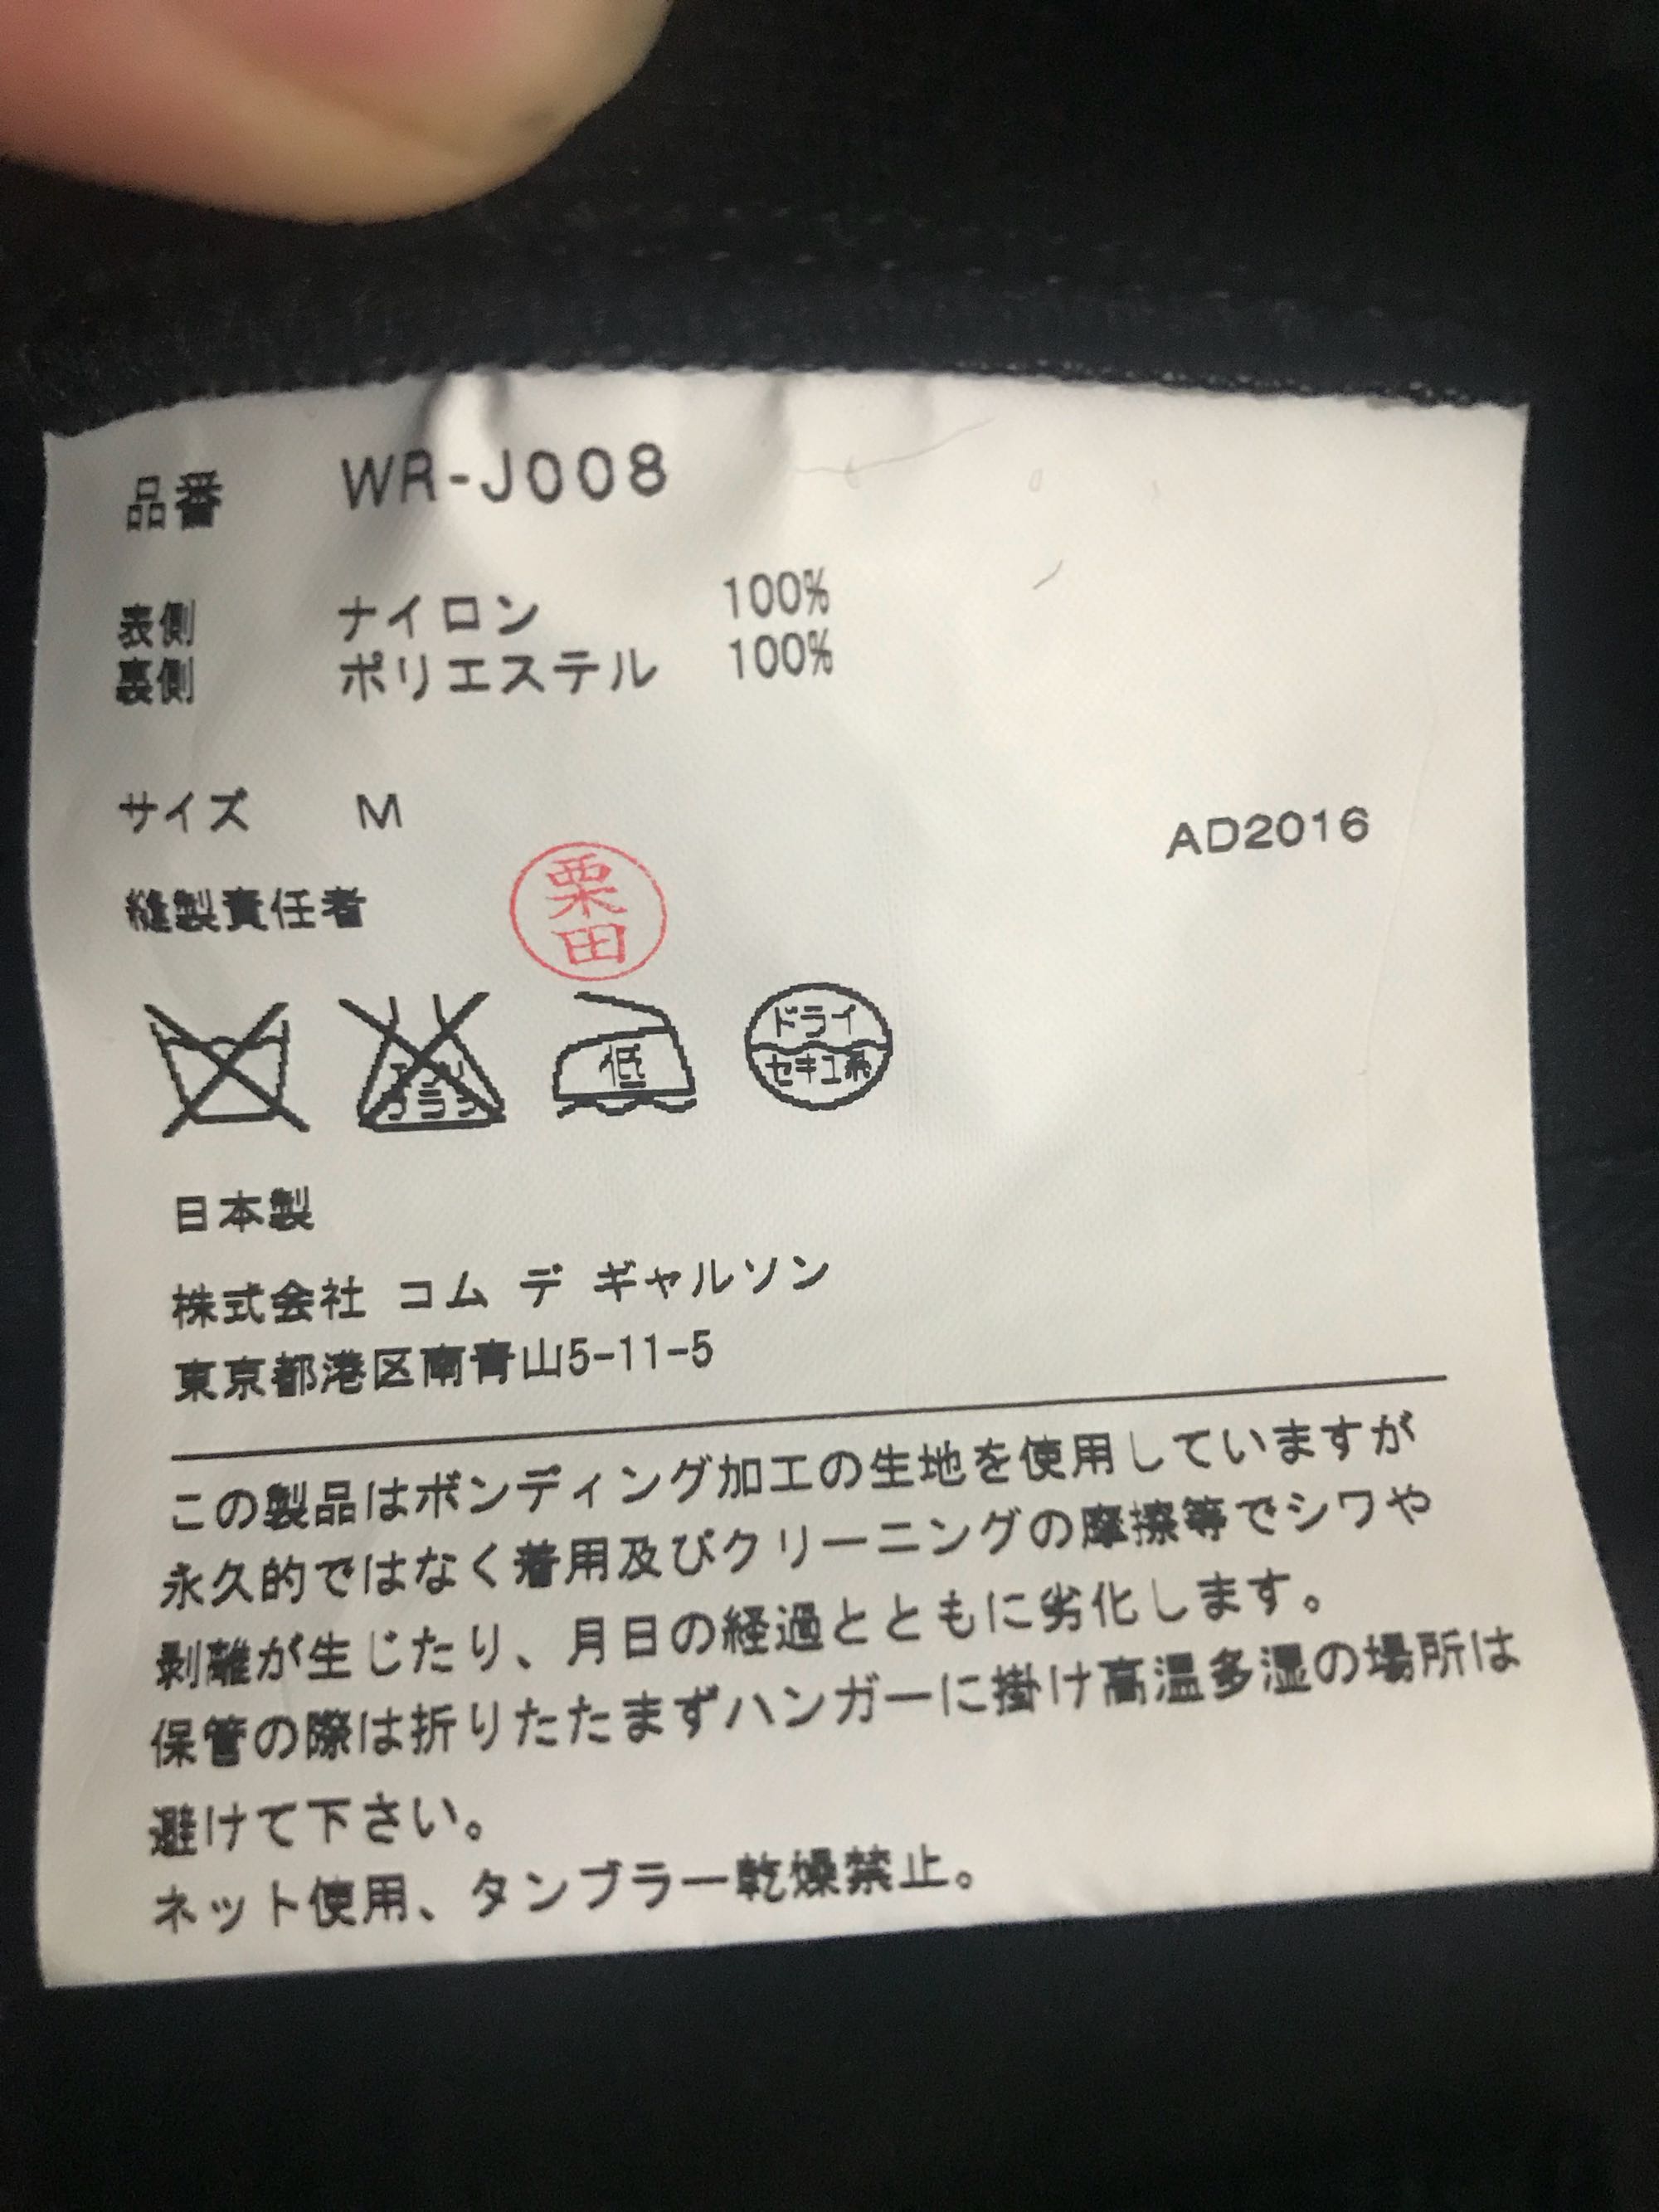 品番 WR-J008
表側 ナイロン 100%
裏側 ポリエステル 100%
サイズ M
AD2016
縫製責任者 栗田
エンソ サラシ
低
ドライ
セキユ系
日本製
株式会社 コム デ ギャルソン
東京都港区南青山5-11-5
この製品はボンディング加工の生地を使用していますが
永久的ではなく着用及びクリーニングの摩擦等でシワや
剥離が生じたり、月日の経過とともに劣化します。
保管の際は折りたたまずハンガーに掛け高温多湿の場所は
避けて下さい。
ネット使用、タンブラー乾燥禁止。